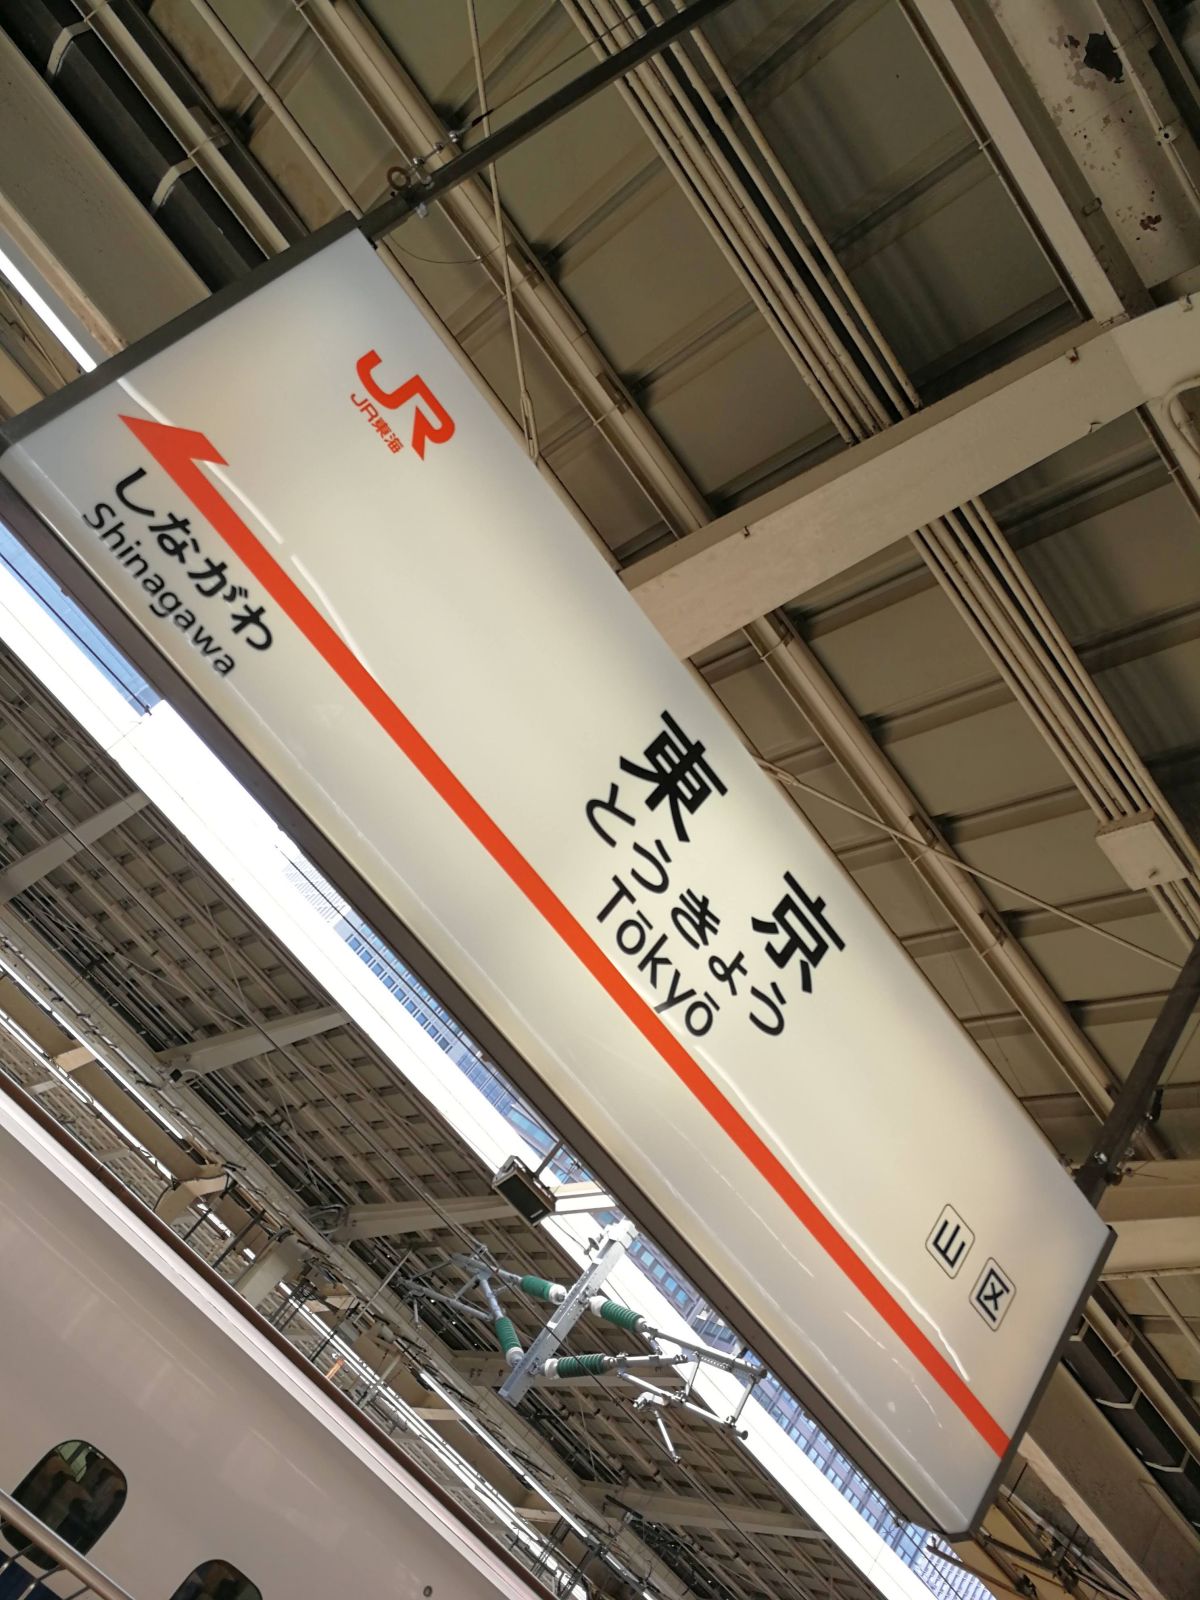 JR
JR東海
東京
とうきょう
Tōkyō
しながわ
Shinagawa
山 区